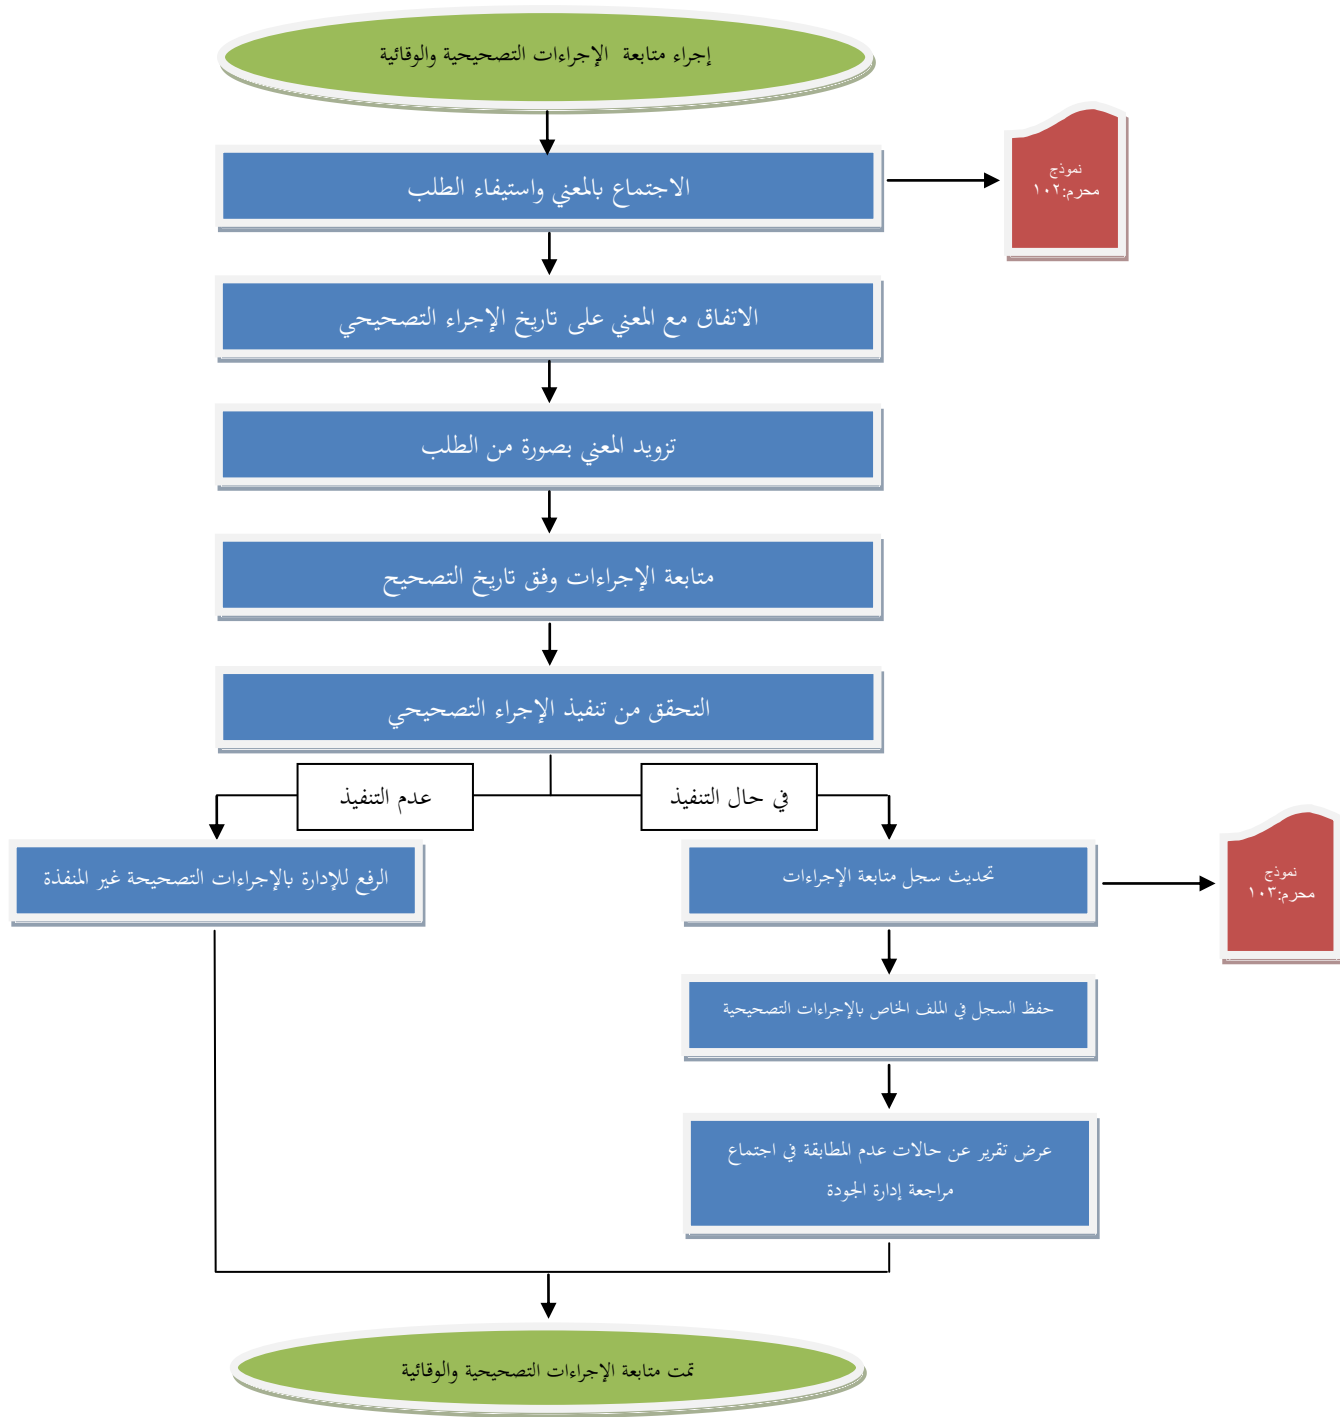 إجراء متابعة الإجراءات التصحيحية والوقائية
الاجتماع بالمعني واستيفاء الطلب
نموذج
محرم:١٠٢
الاتفاق مع المعني على تاريخ الإجراء التصحيحي
تزويد المعني بصورة من الطلب
متابعة الإجراءات وفق تاريخ التصحيح
التحقق من تنفيذ الإجراء التصحيحي
في حال التنفيذ
عدم التنفيذ
نموذج
محرم:١٠٣
تحديث سجل متابعة الإجراءات
الرفع للإدارة بالإجراءات التصحيحة غير المنفذة
حفظ السجل في الملف الخاص بالإجراءات التصحيحية
عرض تقرير عن حالات عدم المطابقة في اجتماع
مراجعة إدارة الجودة
تمت متابعة الإجراءات التصحيحية والوقائية